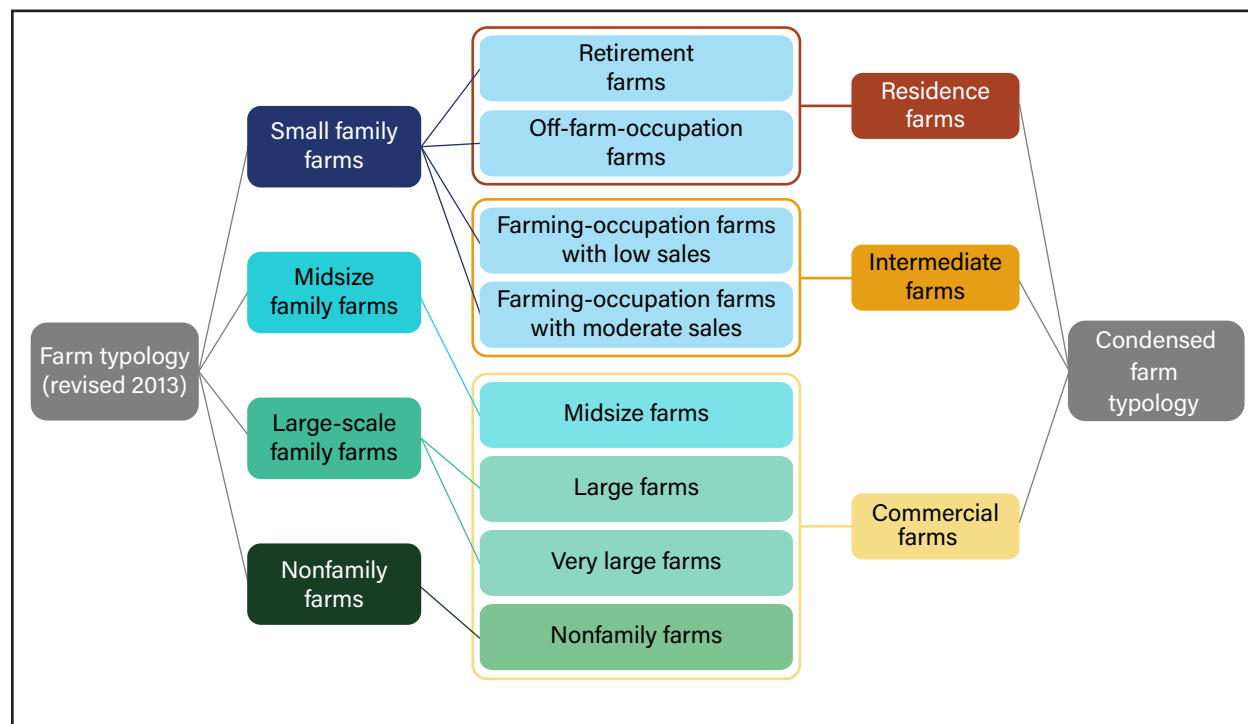 Farm typology
(revised 2013)
Small family
farms
Midsize
family farms
Large-scale
family farms
Nonfamily
farms
Retirement
farms
Off-farm-occupation
farms
Farming-occupation farms
with low sales
Farming-occupation farms
with moderate sales
Midsize farms
Large farms
Very large farms
Nonfamily farms
Residence
farms
Intermediate
farms
Commercial
farms
Condensed
farm
typology